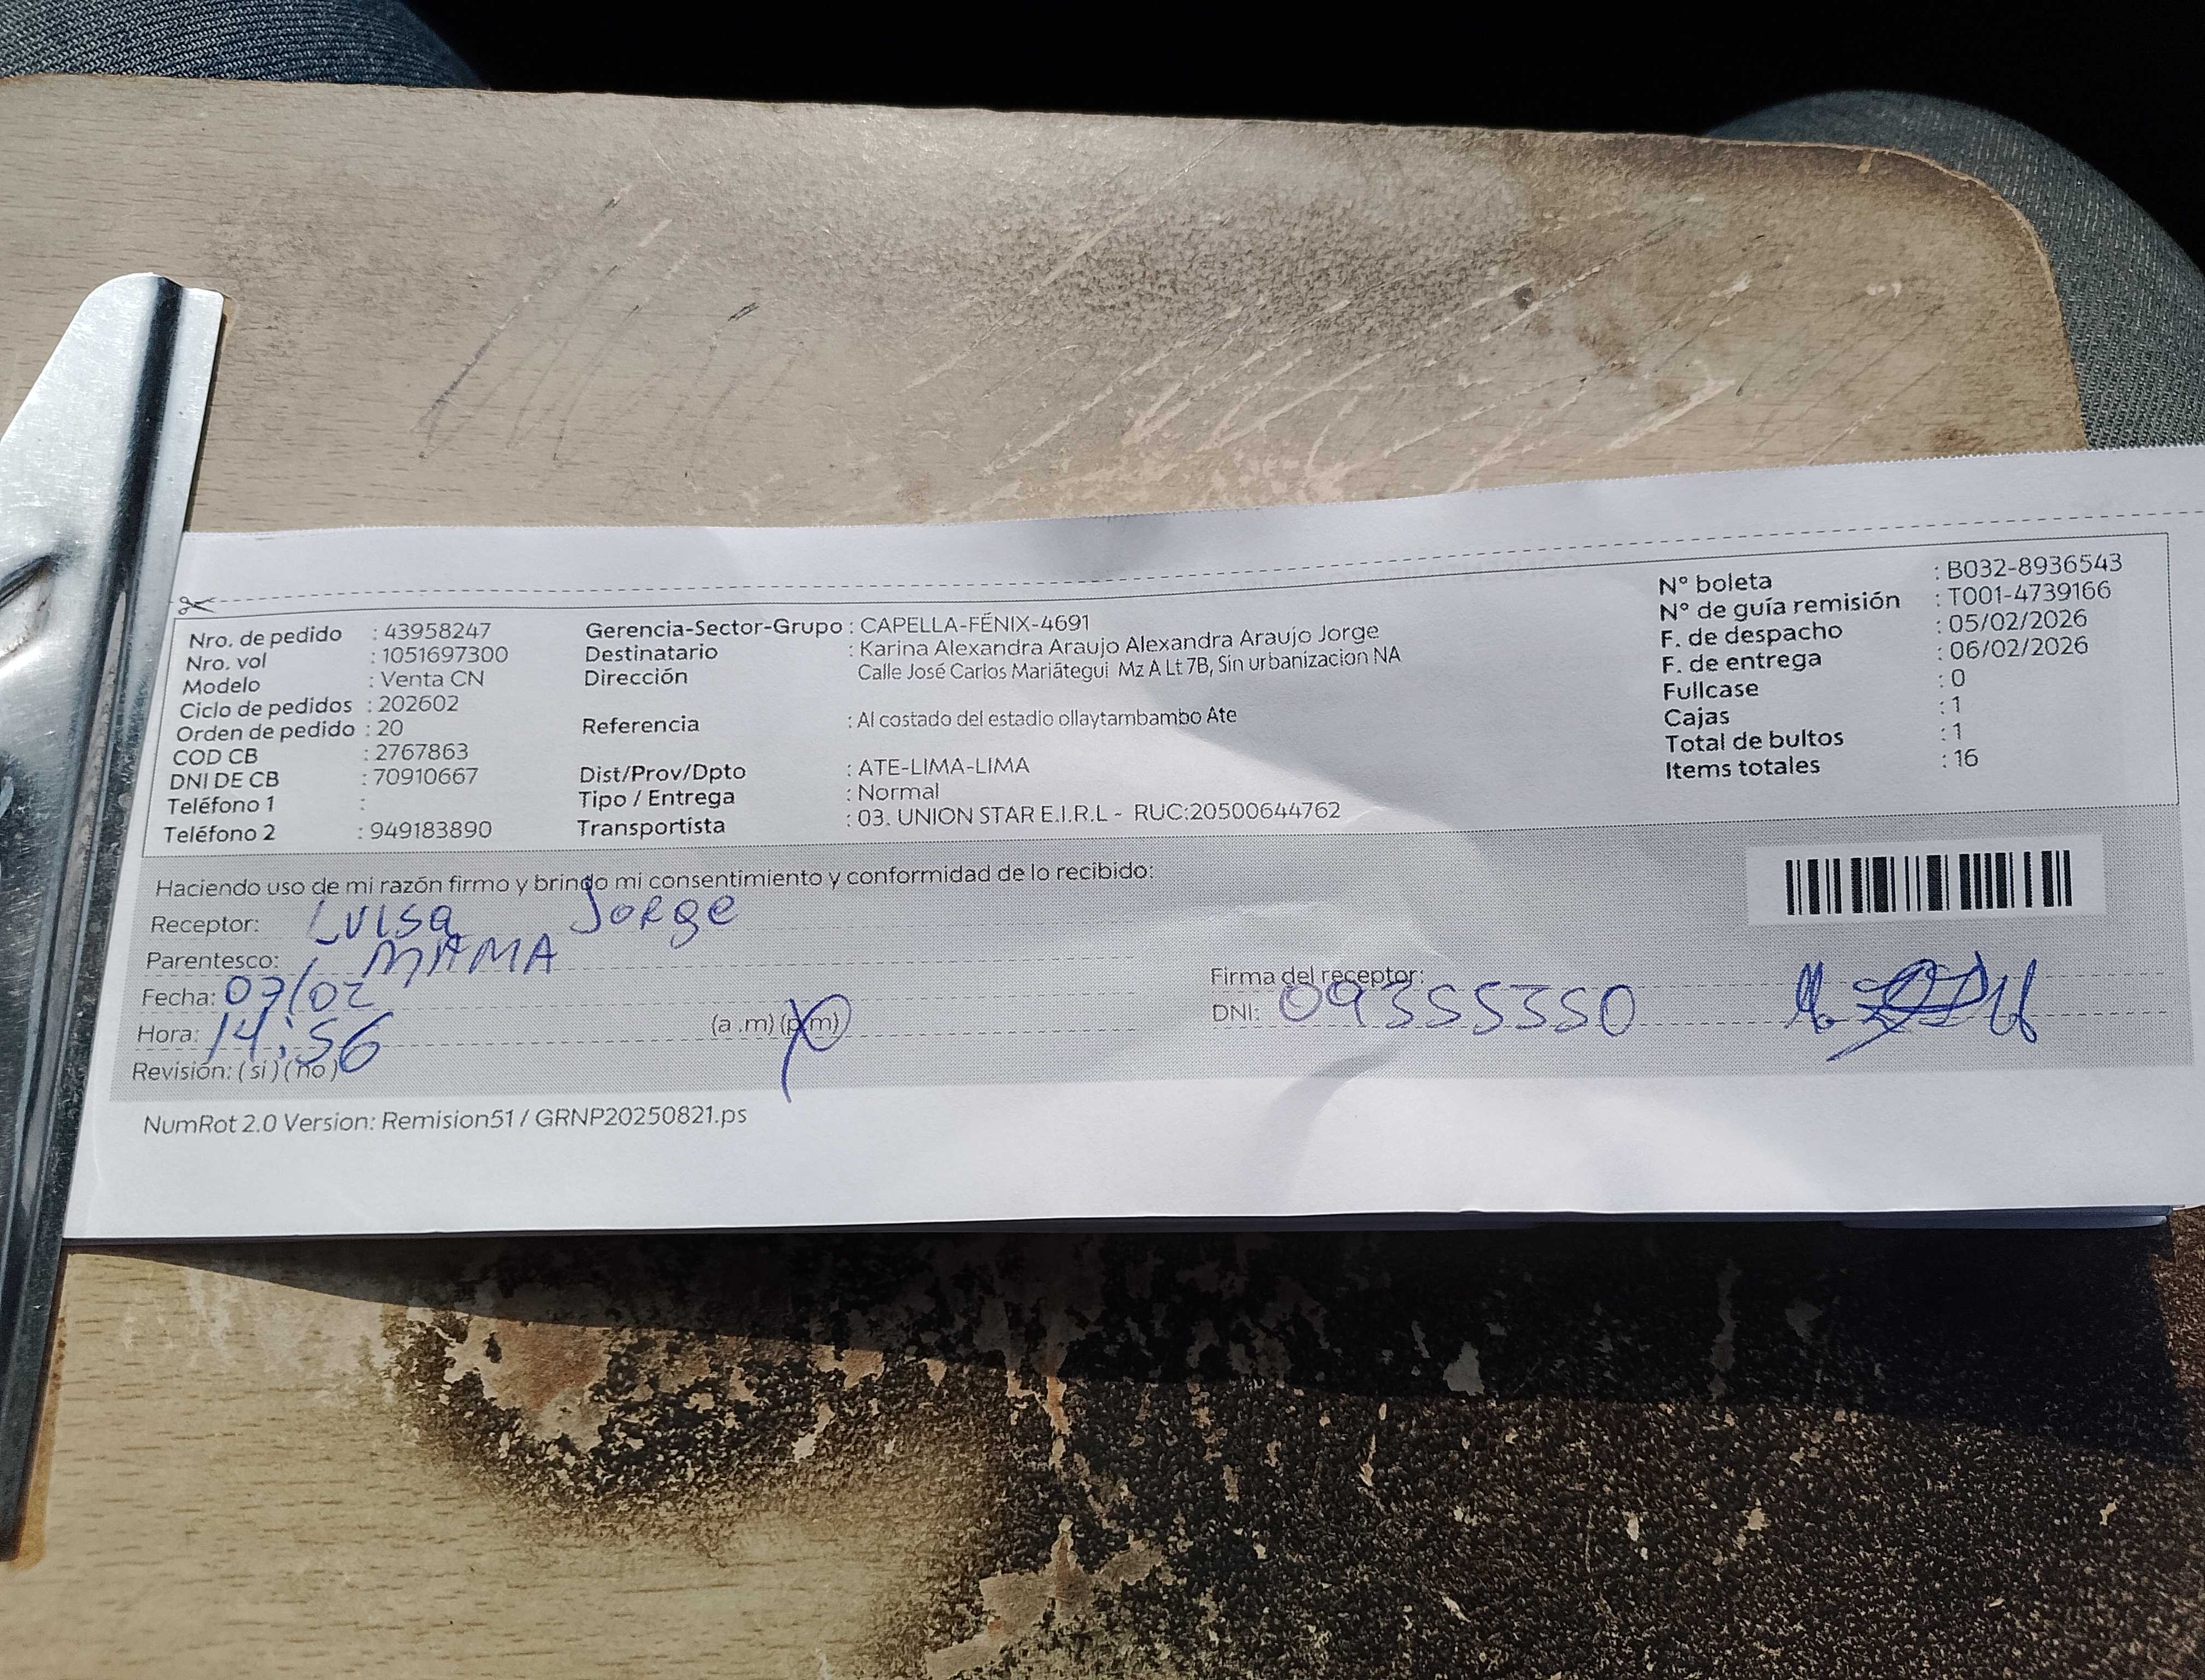 Nro. de pedido : 43958247
Nro. vol : 1051697300
Modelo : Venta CN
Ciclo de pedidos : 202602
Orden de pedido : 20
COD CB : 2767863
DNI DE CB : 70910667
Teléfono 1 :
Teléfono 2 : 949183890
Gerencia-Sector-Grupo : CAPELLA-FÉNIX-4691
Destinatario : Karina Alexandra Araujo Alexandra Araujo Jorge
Dirección Calle José Carlos Mariátegui Mz A Lt 7B, Sin urbanizacion NA
Referencia : Al costado del estadio ollaytambambo Ate
Dist/Prov/Dpto : ATE-LIMA-LIMA
Tipo / Entrega : Normal
Transportista : 03. UNION STAR E.I.R.L - RUC:20500644762
N° boleta : B032-8936543
N° de guía remisión : T001-4739166
F. de despacho : 05/02/2026
F. de entrega : 06/02/2026
Fullcase : 0
Cajas : 1
Total de bultos : 1
Items totales : 16
Haciendo uso de mi razón firmo y brindo mi consentimiento y conformidad de lo recibido:
Receptor: Luisa Jorge
Parentesco: MAMA
Fecha: 07/02
Hora: 14:56 (a .m) (p.m)
Revisión: ( si ) ( no )
Firma del receptor:
DNI: 09355350
NumRot 2.0 Version: Remision51 / GRNP20250821.ps